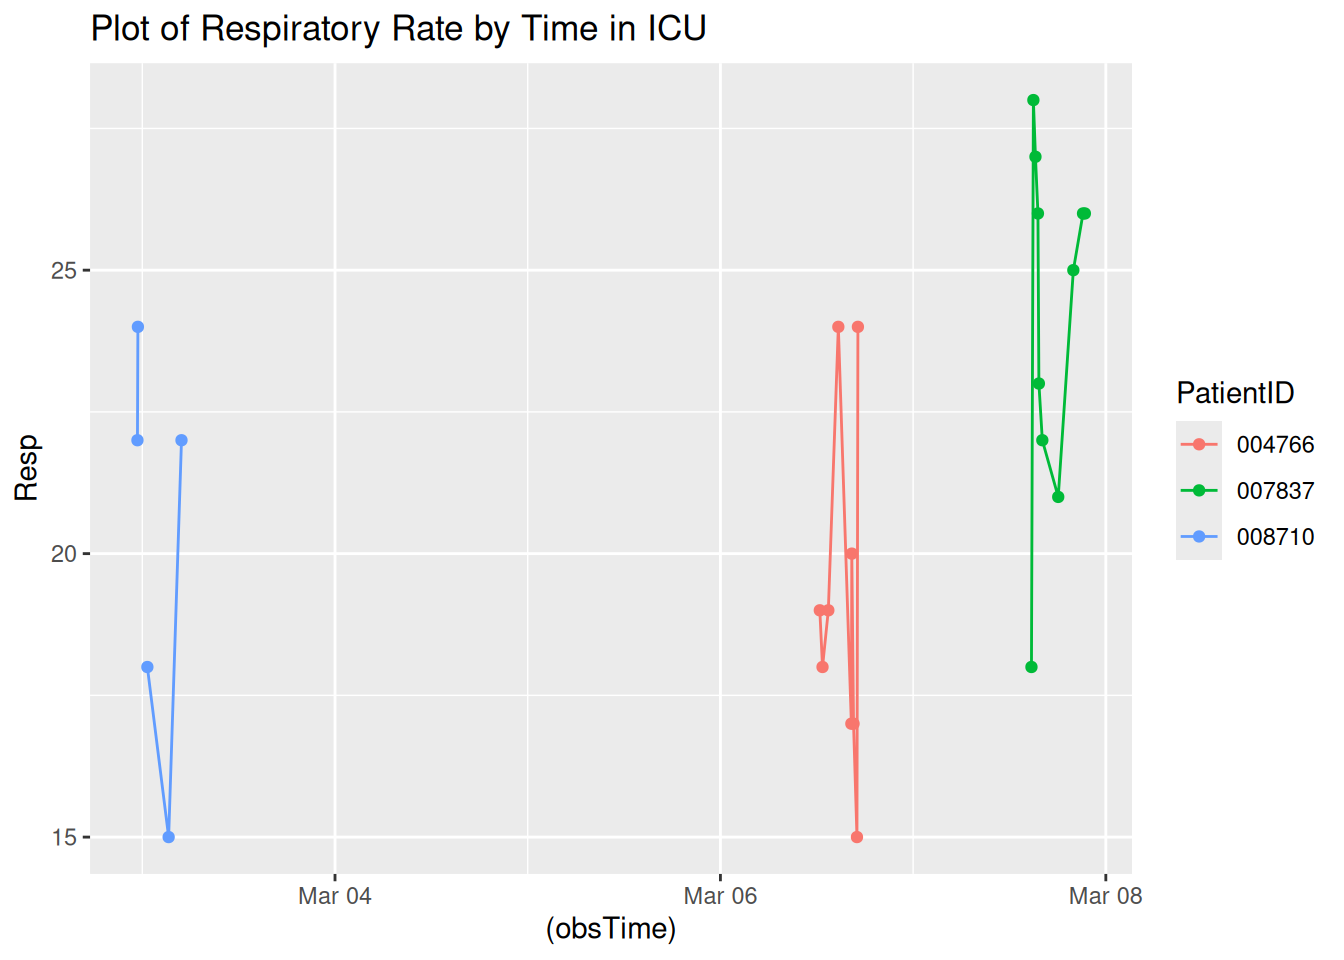 Plot of Respiratory Rate by Time in ICU
Resp
25
20
15
Mar 04
Mar 06
Mar 08
(obsTime)
PatientID
004766
007837
008710